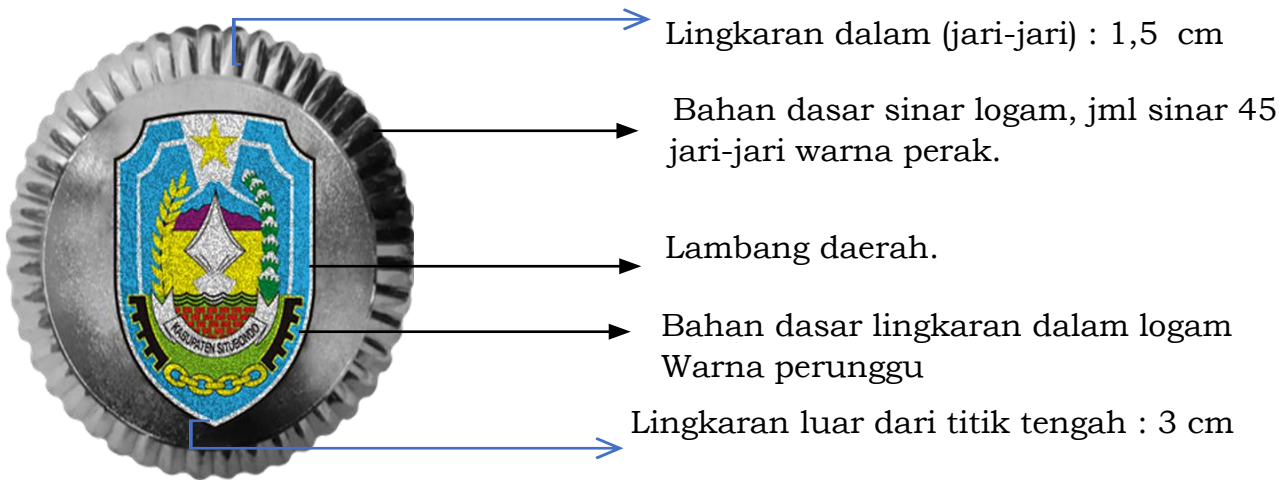 Lingkaran dalam (jari-jari) : 1,5 cm
Bahan dasar sinar logam, jml sinar 45
jari-jari warna perak.
Lambang daerah.
Bahan dasar lingkaran dalam logam
Warna perunggu
Lingkaran luar dari titik tengah : 3 cm
KABUPATEN SITUBONDO